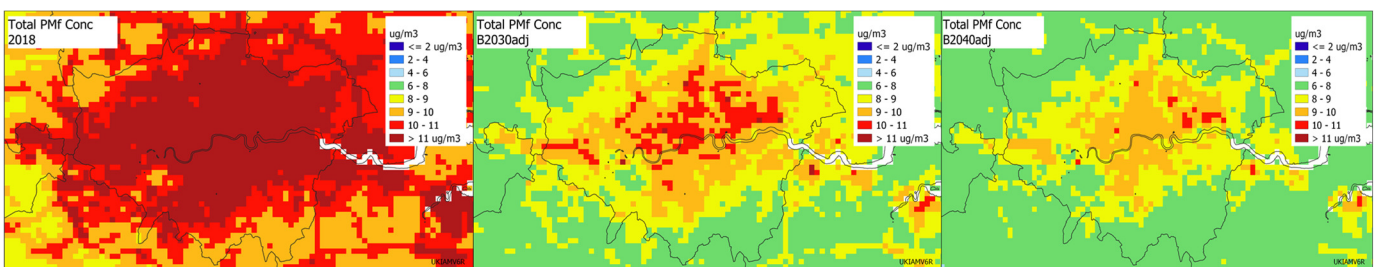 Total PMf Conc
2018
ug/m3
<= 2 ug/m3
2 - 4
4 - 6
6 - 8
8 - 9
9 - 10
10 - 11
> 11 ug/m3
UKIAMV6R
Total PMf Conc
B2030adj
ug/m3
<= 2 ug/m3
2 - 4
4 - 6
6 - 8
8 - 9
9 - 10
10 - 11
> 11 ug/m3
UKIAMV6R
Total PMf Conc
B2040adj
ug/m3
<= 2 ug/m3
2 - 4
4 - 6
6 - 8
8 - 9
9 - 10
10 - 11
> 11 ug/m3
UKIAMV6R